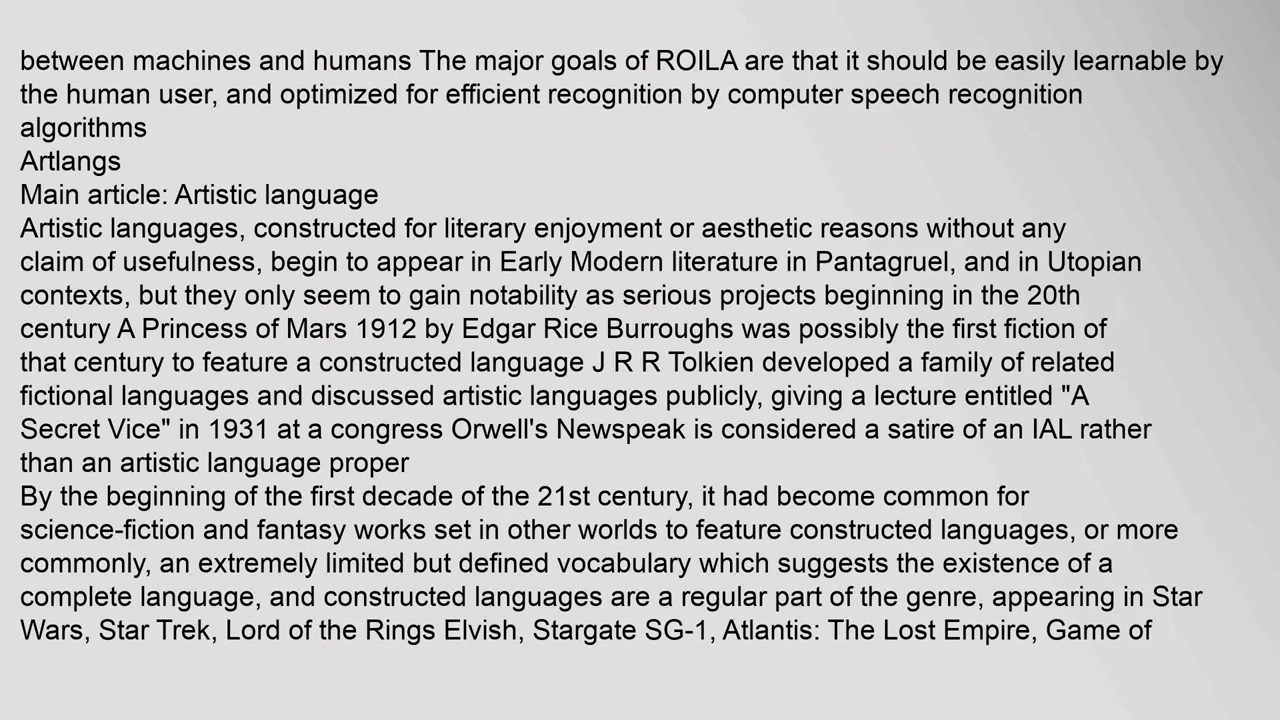 between machines and humans The major goals of ROILA are that it should be easily learnable by
the human user, and optimized for efficient recognition by computer speech recognition
algorithms
Artlangs
Main article: Artistic language
Artistic languages, constructed for literary enjoyment or aesthetic reasons without any
claim of usefulness, begin to appear in Early Modern literature in Pantagruel, and in Utopian
contexts, but they only seem to gain notability as serious projects beginning in the 20th
century A Princess of Mars 1912 by Edgar Rice Burroughs was possibly the first fiction of
that century to feature a constructed language J R R Tolkien developed a family of related
fictional languages and discussed artistic languages publicly, giving a lecture entitled "A
Secret Vice" in 1931 at a congress Orwell's Newspeak is considered a satire of an IAL rather
than an artistic language proper
By the beginning of the first decade of the 21st century, it had become common for
science-fiction and fantasy works set in other worlds to feature constructed languages, or more
commonly, an extremely limited but defined vocabulary which suggests the existence of a
complete language, and constructed languages are a regular part of the genre, appearing in Star
Wars, Star Trek, Lord of the Rings Elvish, Stargate SG-1, Atlantis: The Lost Empire, Game of